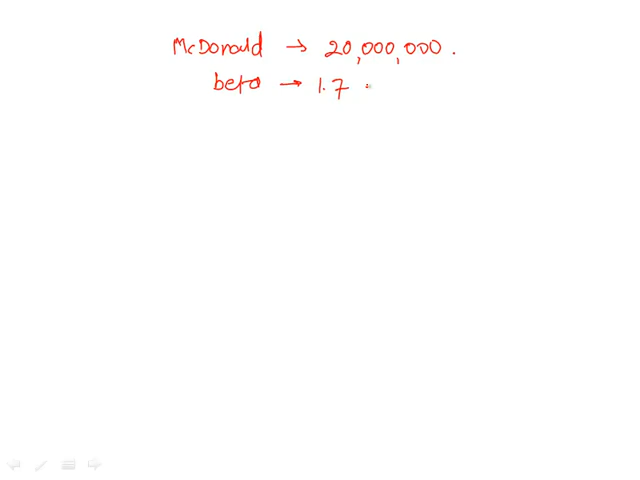 McDonald → 20,000,000.
beta → 1.7